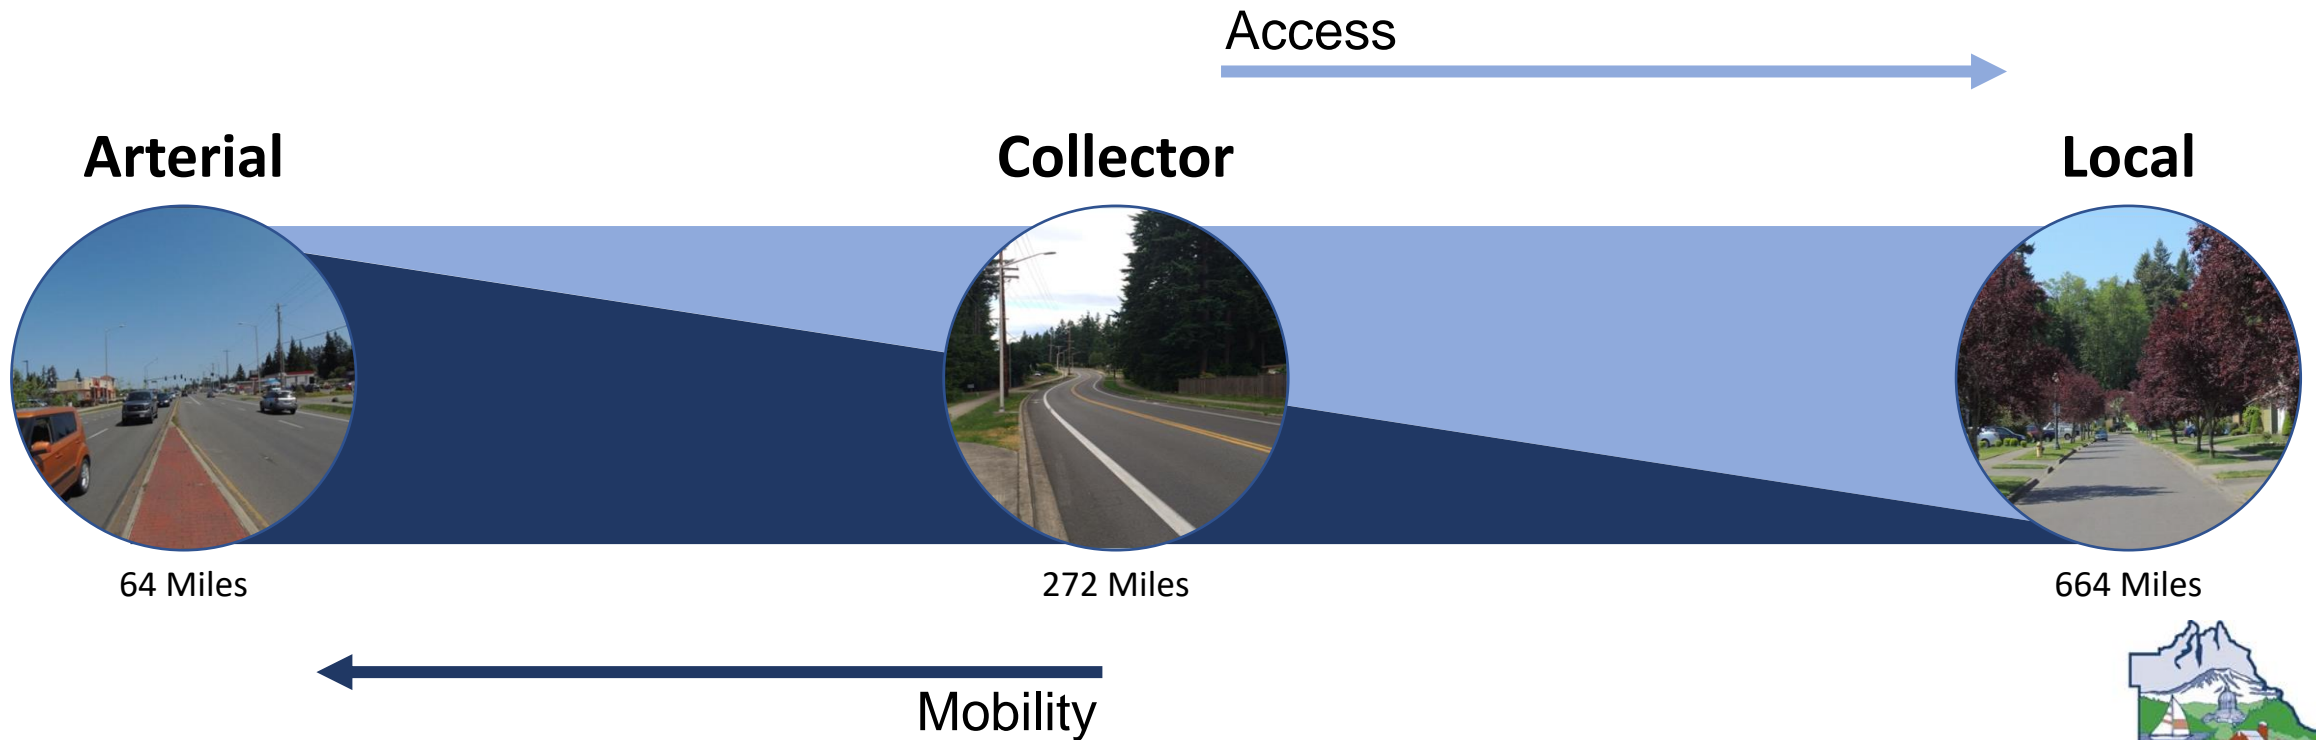 Access
Arterial
Collector
Local
64 Miles
272 Miles
664 Miles
Mobility